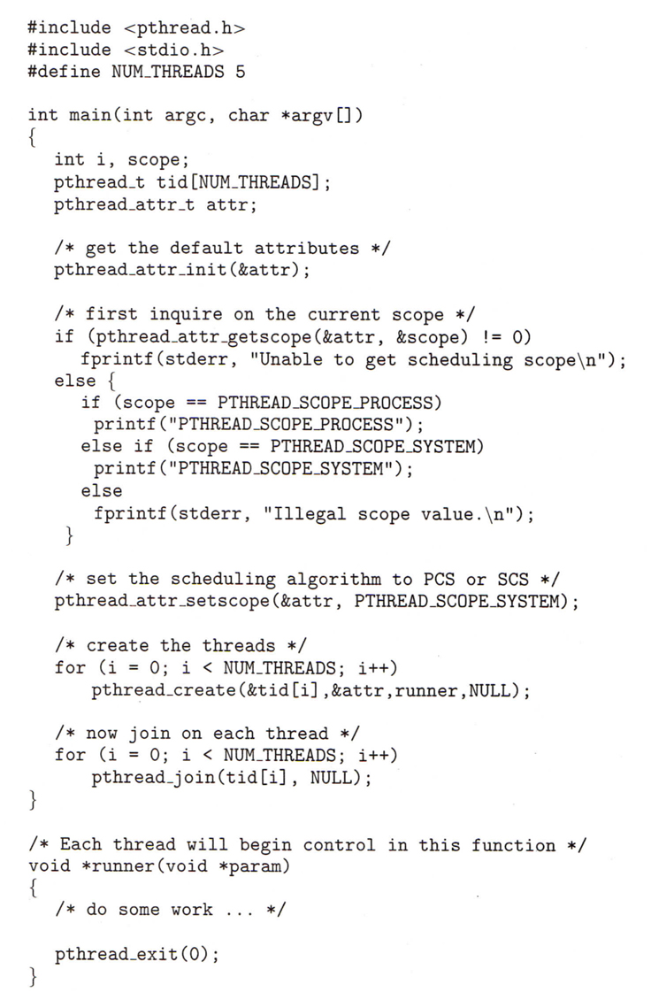 #include <pthread.h>
#include <stdio.h>
#define NUM_THREADS 5

int main(int argc, char *argv[])
{
   int i, scope;
   pthread_t tid[NUM_THREADS];
   pthread_attr_t attr;

   /* get the default attributes */
   pthread_attr_init(&attr);

   /* first inquire on the current scope */
   if (pthread_attr_getscope(&attr, &scope) != 0)
      fprintf(stderr, "Unable to get scheduling scope\n");
   else {
      if (scope == PTHREAD_SCOPE_PROCESS)
       printf("PTHREAD_SCOPE_PROCESS");
      else if (scope == PTHREAD_SCOPE_SYSTEM)
       printf("PTHREAD_SCOPE_SYSTEM");
      else
       fprintf(stderr, "Illegal scope value.\n");
    }

   /* set the scheduling algorithm to PCS or SCS */
   pthread_attr_setscope(&attr, PTHREAD_SCOPE_SYSTEM);

   /* create the threads */
   for (i = 0; i < NUM_THREADS; i++)
       pthread_create(&tid[i],&attr,runner,NULL);

   /* now join on each thread */
   for (i = 0; i < NUM_THREADS; i++)
       pthread_join(tid[i], NULL);
}

/* Each thread will begin control in this function */
void *runner(void *param)
{
   /* do some work ... */

   pthread_exit(0);
}